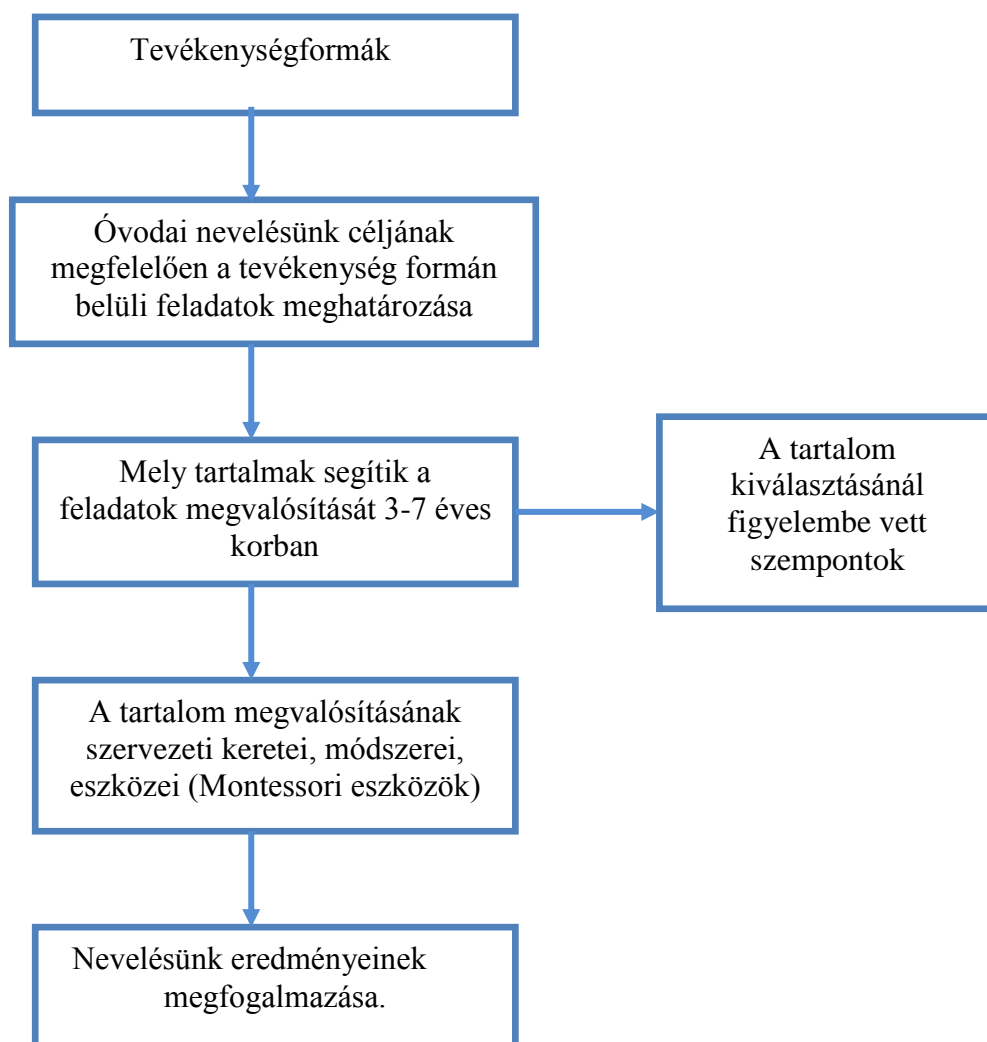 Tevékenységformák
Óvodai nevelésünk céljának
megfelelően a tevékenység formán
belüli feladatok meghatározása
Mely tartalmak segítik a
feladatok megvalósítását 3-7 éves
korban
A tartalom
kiválasztásánál
figyelembe vett
szempontok
A tartalom megvalósításának
szervezeti keretei, módszerei,
eszközei (Montessori eszközök)
Nevelésünk eredményeinek
megfogalmazása.